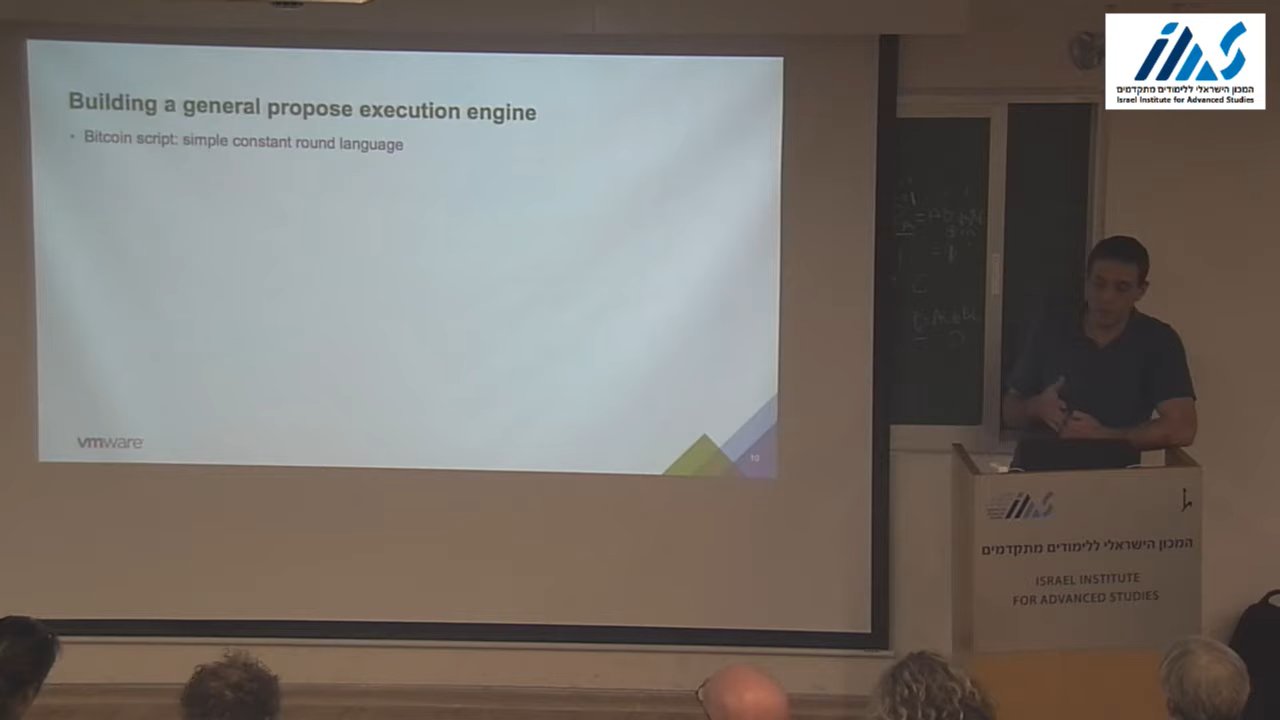 Building a general propose execution engine
• Bitcoin script: simple constant round language
vmware
10
המכון הישראלי ללימודים מתקדמים
Israel Institute for Advanced Studies
המכון הישראלי ללימודים מתקדמים
ISRAEL INSTITUTE
FOR ADVANCED STUDIES